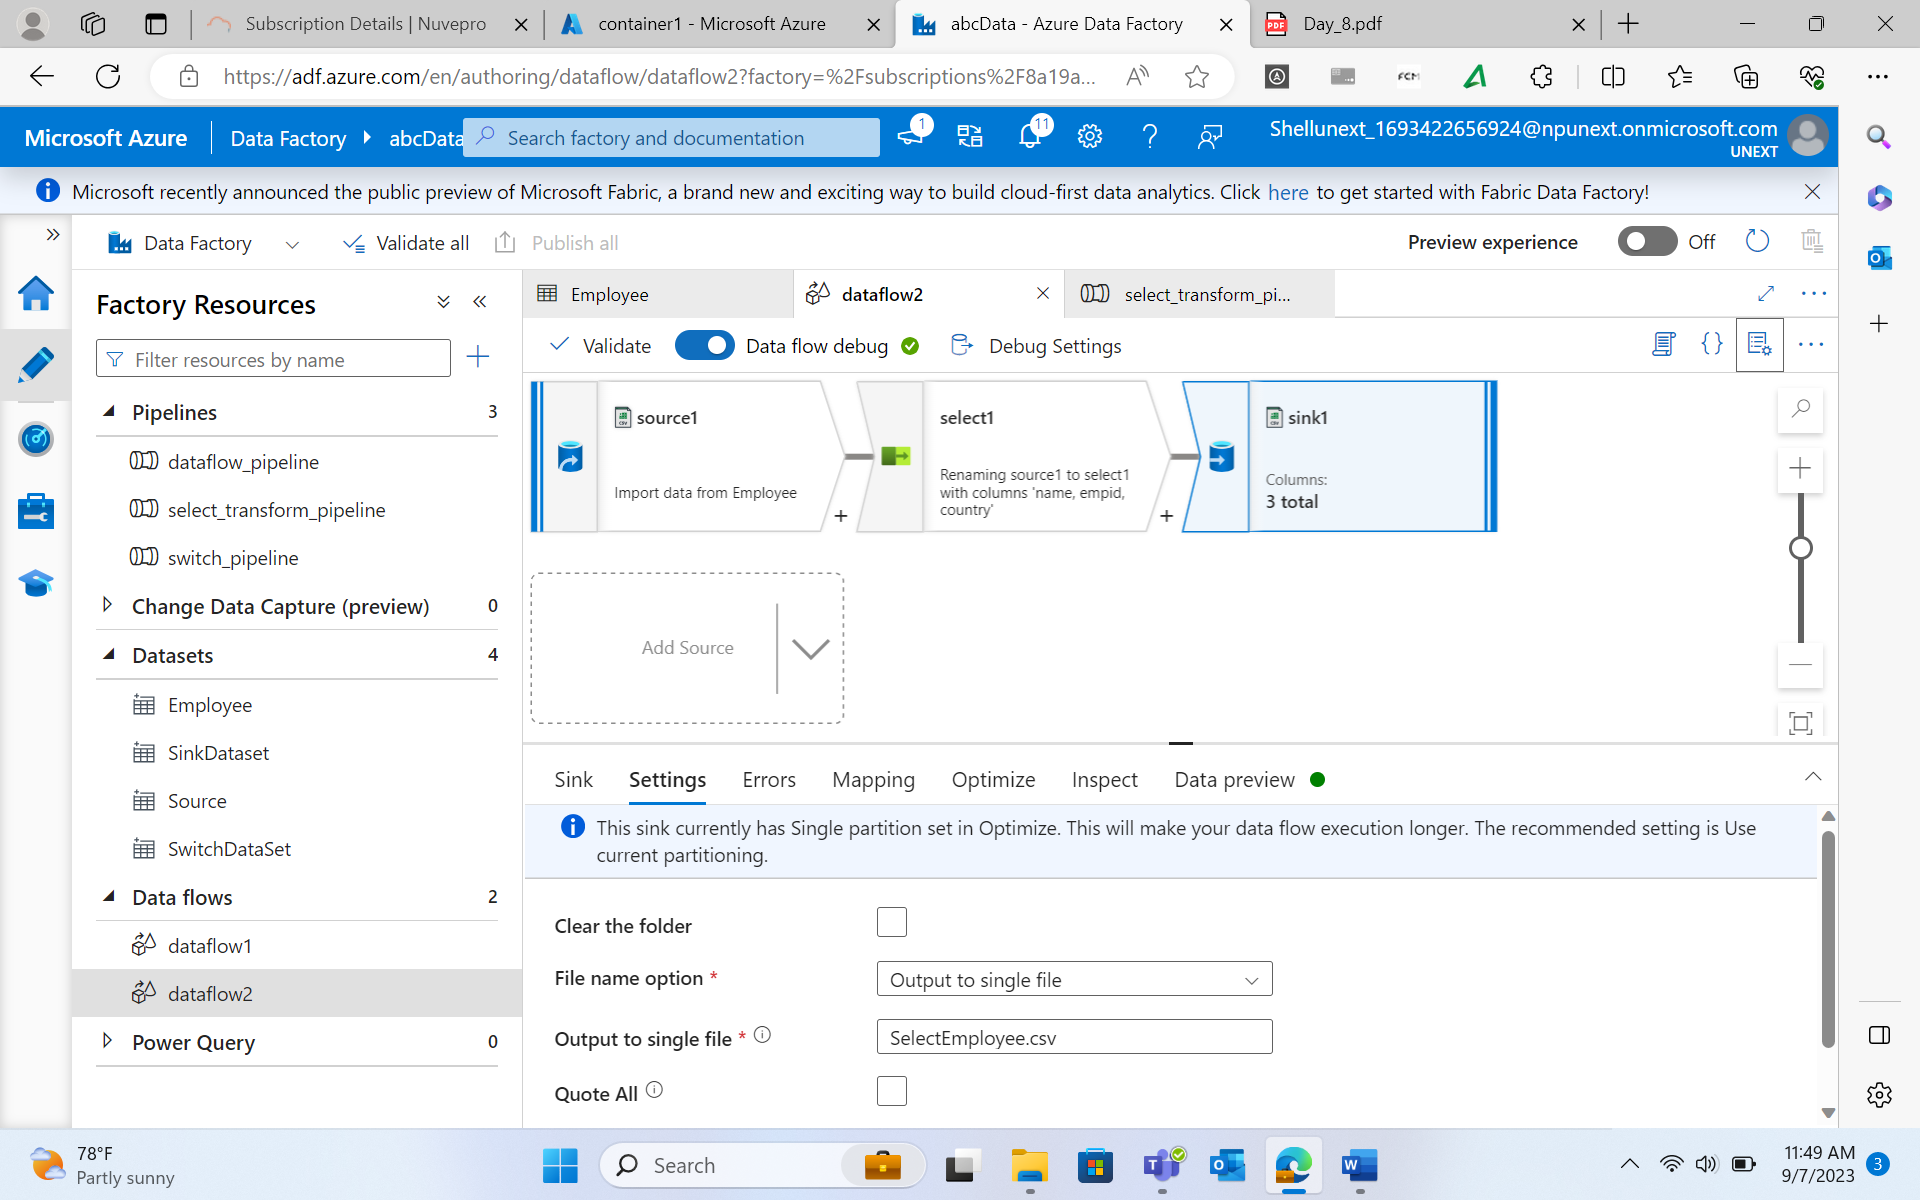 Subscription Details | Nuvepro
container1 - Microsoft Azure
abcData - Azure Data Factory
PDF Day_8.pdf
https://adf.azure.com/en/authoring/dataflow/dataflow2?factory=%2Fsubscriptions%2F8a19a...
FCM
Microsoft Azure
Data Factory
abcData
Search factory and documentation
1
11
Shellunext_1693422656924@npunext.onmicrosoft.com
UNEXT
Microsoft recently announced the public preview of Microsoft Fabric, a brand new and exciting way to build cloud-first data analytics. Click here to get started with Fabric Data Factory!
Data Factory
Validate all
Publish all
Preview experience
Off
Factory Resources
Employee
dataflow2
select_transform_pi...
Filter resources by name
Validate
Data flow debug
Debug Settings
Pipelines 3
dataflow_pipeline
select_transform_pipeline
switch_pipeline
Change Data Capture (preview) 0
Datasets 4
Employee
SinkDataset
Source
SwitchDataSet
Data flows 2
dataflow1
dataflow2
Power Query 0
source1
Import data from Employee
+
select1
Renaming source1 to select1
with columns 'name, empid,
country'
+
sink1
Columns:
3 total
Add Source
Sink
Settings
Errors
Mapping
Optimize
Inspect
Data preview
This sink currently has Single partition set in Optimize. This will make your data flow execution longer. The recommended setting is Use
current partitioning.
Clear the folder
File name option *
Output to single file
Output to single file *
SelectEmployee.csv
Quote All
78°F
Partly sunny
Search
11:49 AM
9/7/2023
3